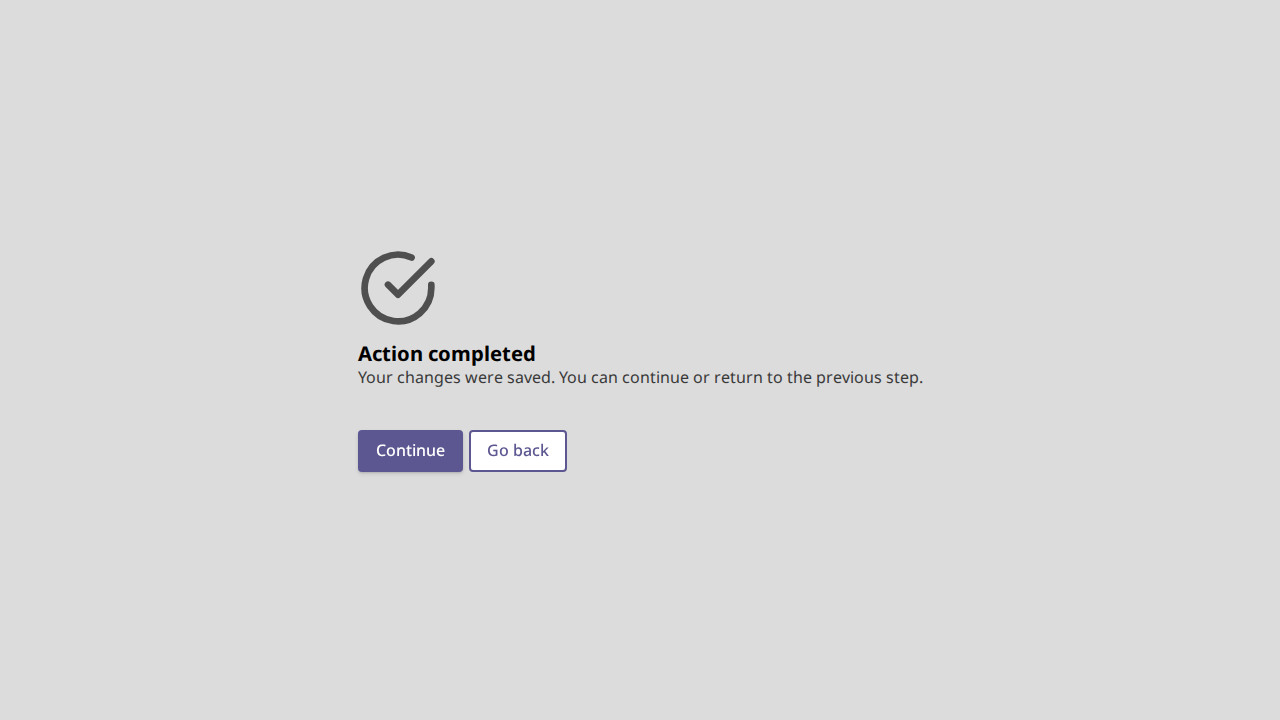 Action completed
Your changes were saved. You can continue or return to the previous step.
Continue
Go back